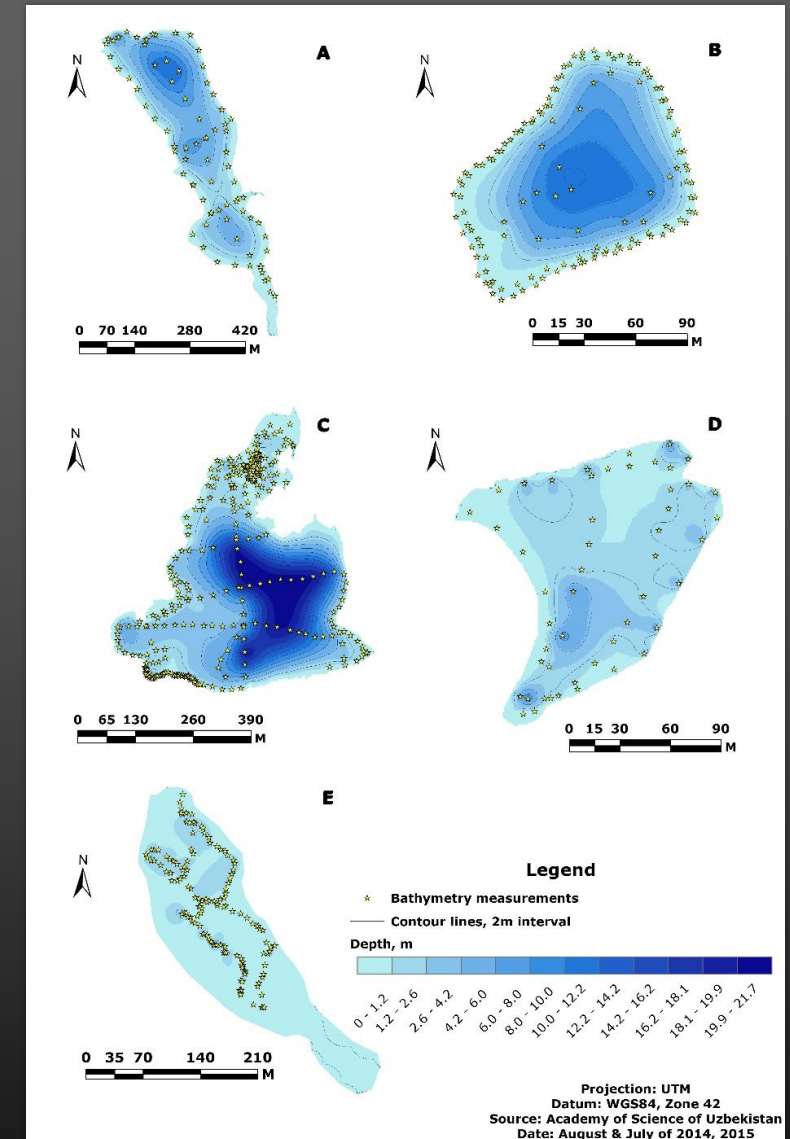 A
N
0 70 140 280 420
M
B
N
0 15 30 60 90
M
C
N
0 65 130 260 390
M
D
N
0 15 30 60 90
M
E
N
0 35 70 140 210
M
Legend
Bathymetry measurements
Contour lines, 2m interval
Depth, m
0 - 1.2
1.2 - 2.6
2.6 - 4.2
4.2 - 6.0
6.0 - 8.0
8.0 - 10.0
10.0 - 12.2
12.2 - 14.2
14.2 - 16.2
16.2 - 18.1
18.1 - 19.9
19.9 - 21.7
Projection: UTM
Datum: WGS84, Zone 42
Source: Academy of Science of Uzbekistan
Date: August & July of 2014, 2015